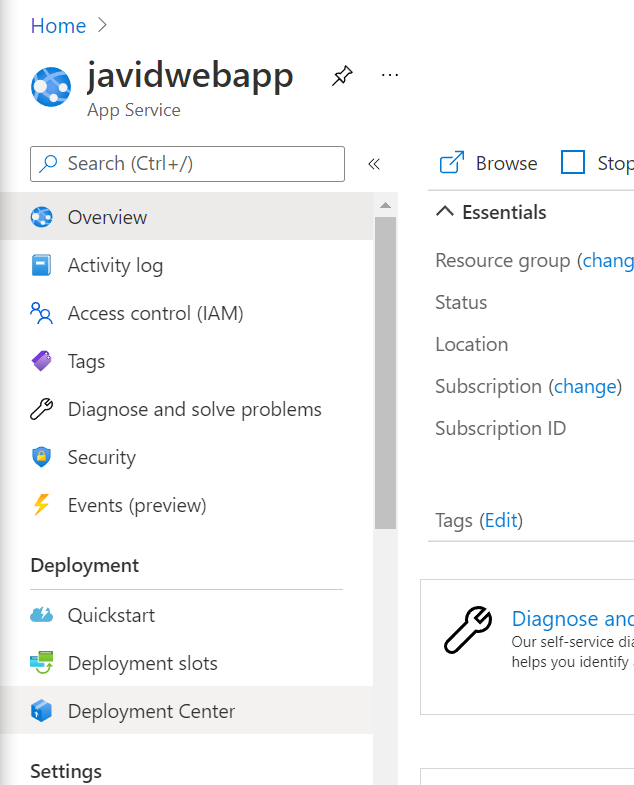 Home >
javidwebapp ...
App Service
Search (Ctrl+/) «
Overview
Activity log
Access control (IAM)
Tags
Diagnose and solve problems
Security
Events (preview)
Deployment
Quickstart
Deployment slots
Deployment Center
Settings
Browse Stop
Essentials
Resource group (chang
Status
Location
Subscription (change)
Subscription ID
Tags (Edit)
Diagnose and
Our self-service dia
helps you identify